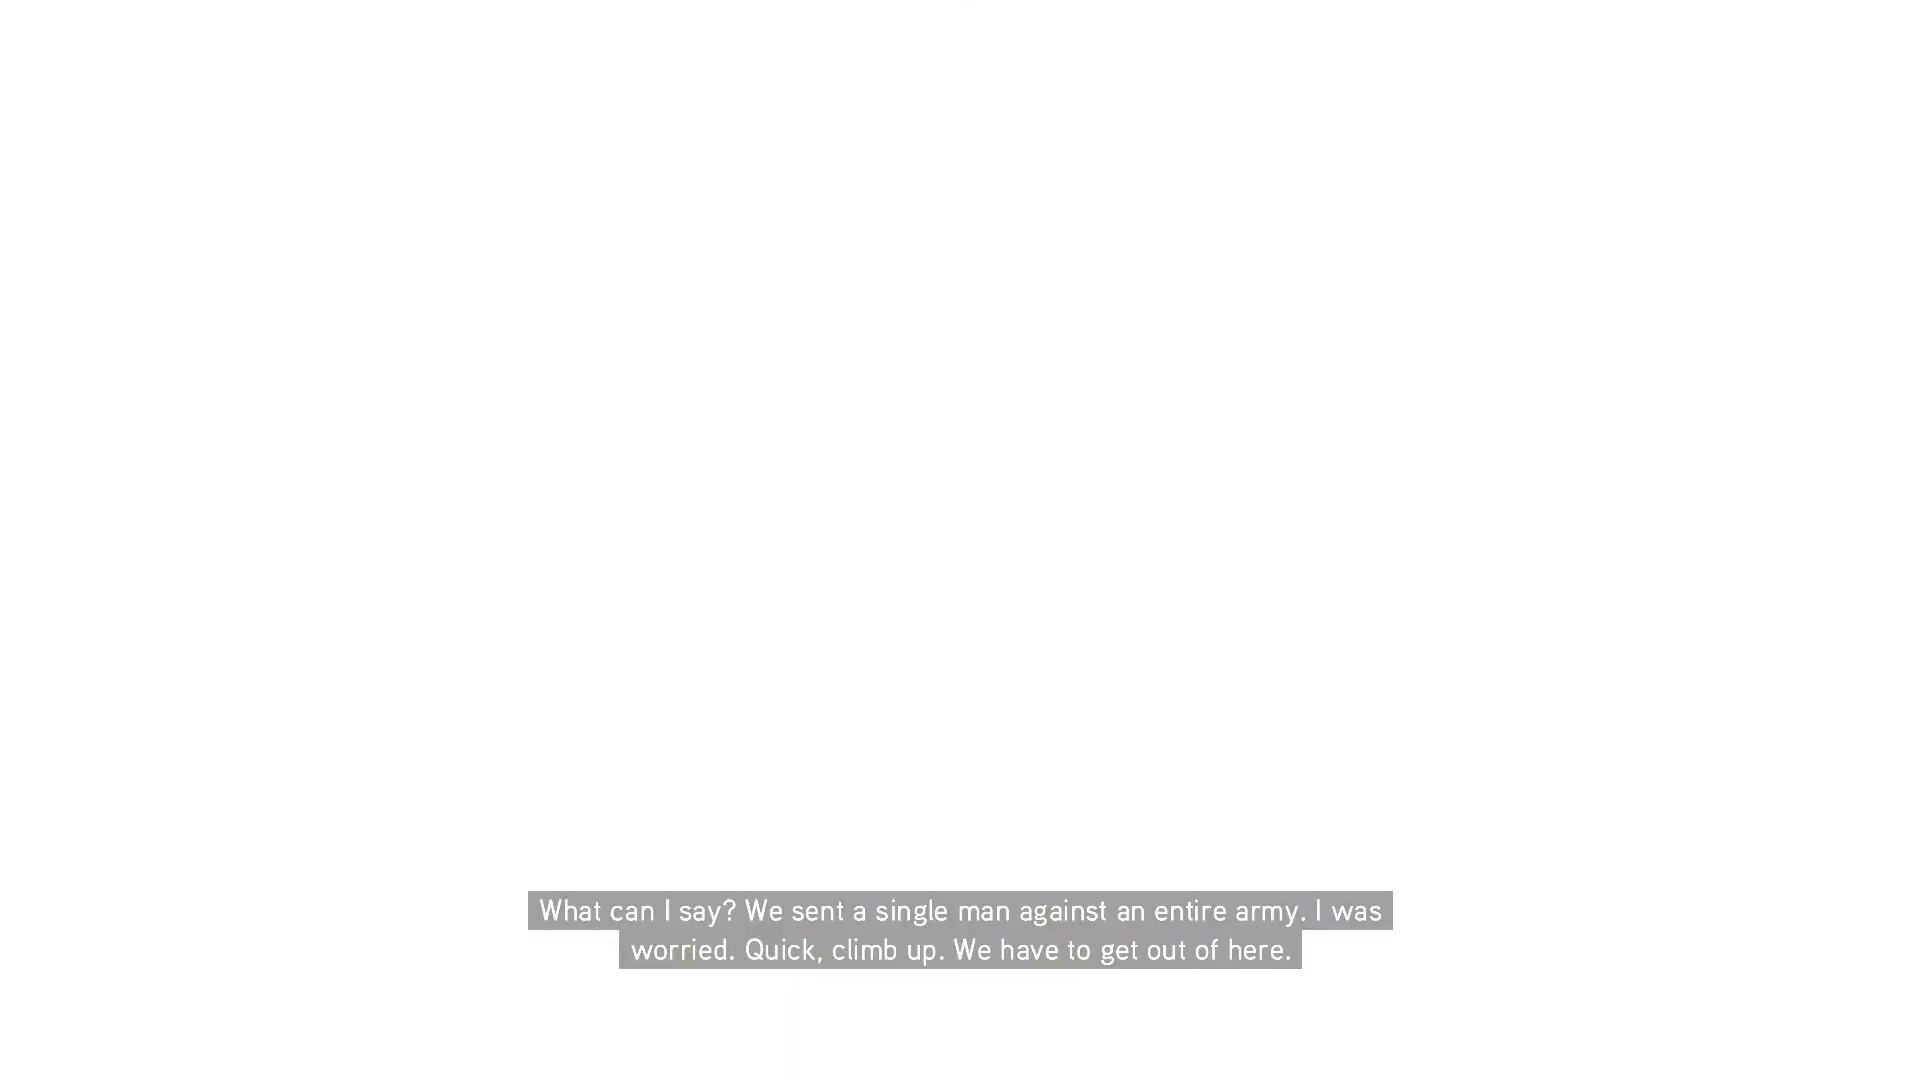 What can I say? We sent a single man against an entire army. I was
worried. Quick, climb up. We have to get out of here.